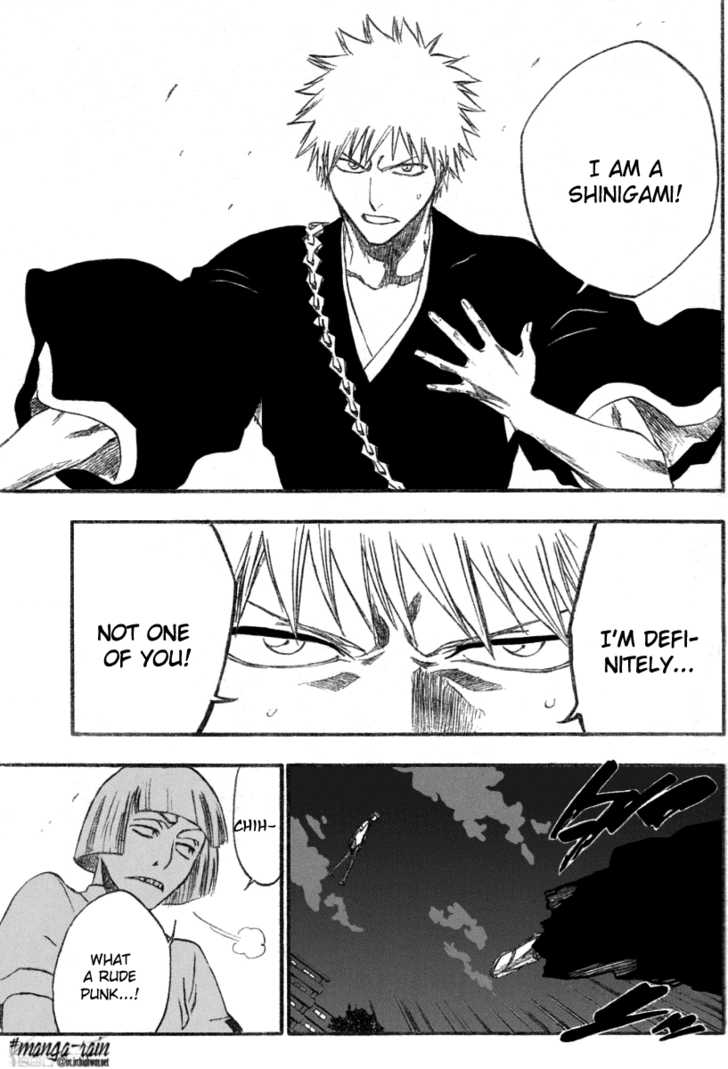 I AM A
SHINIGAMI!
I'M DEFI-
NITELY...
NOT ONE
OF YOU!
CHIH-
WHAT
A RUDE
PUNK...!
#manga-rain